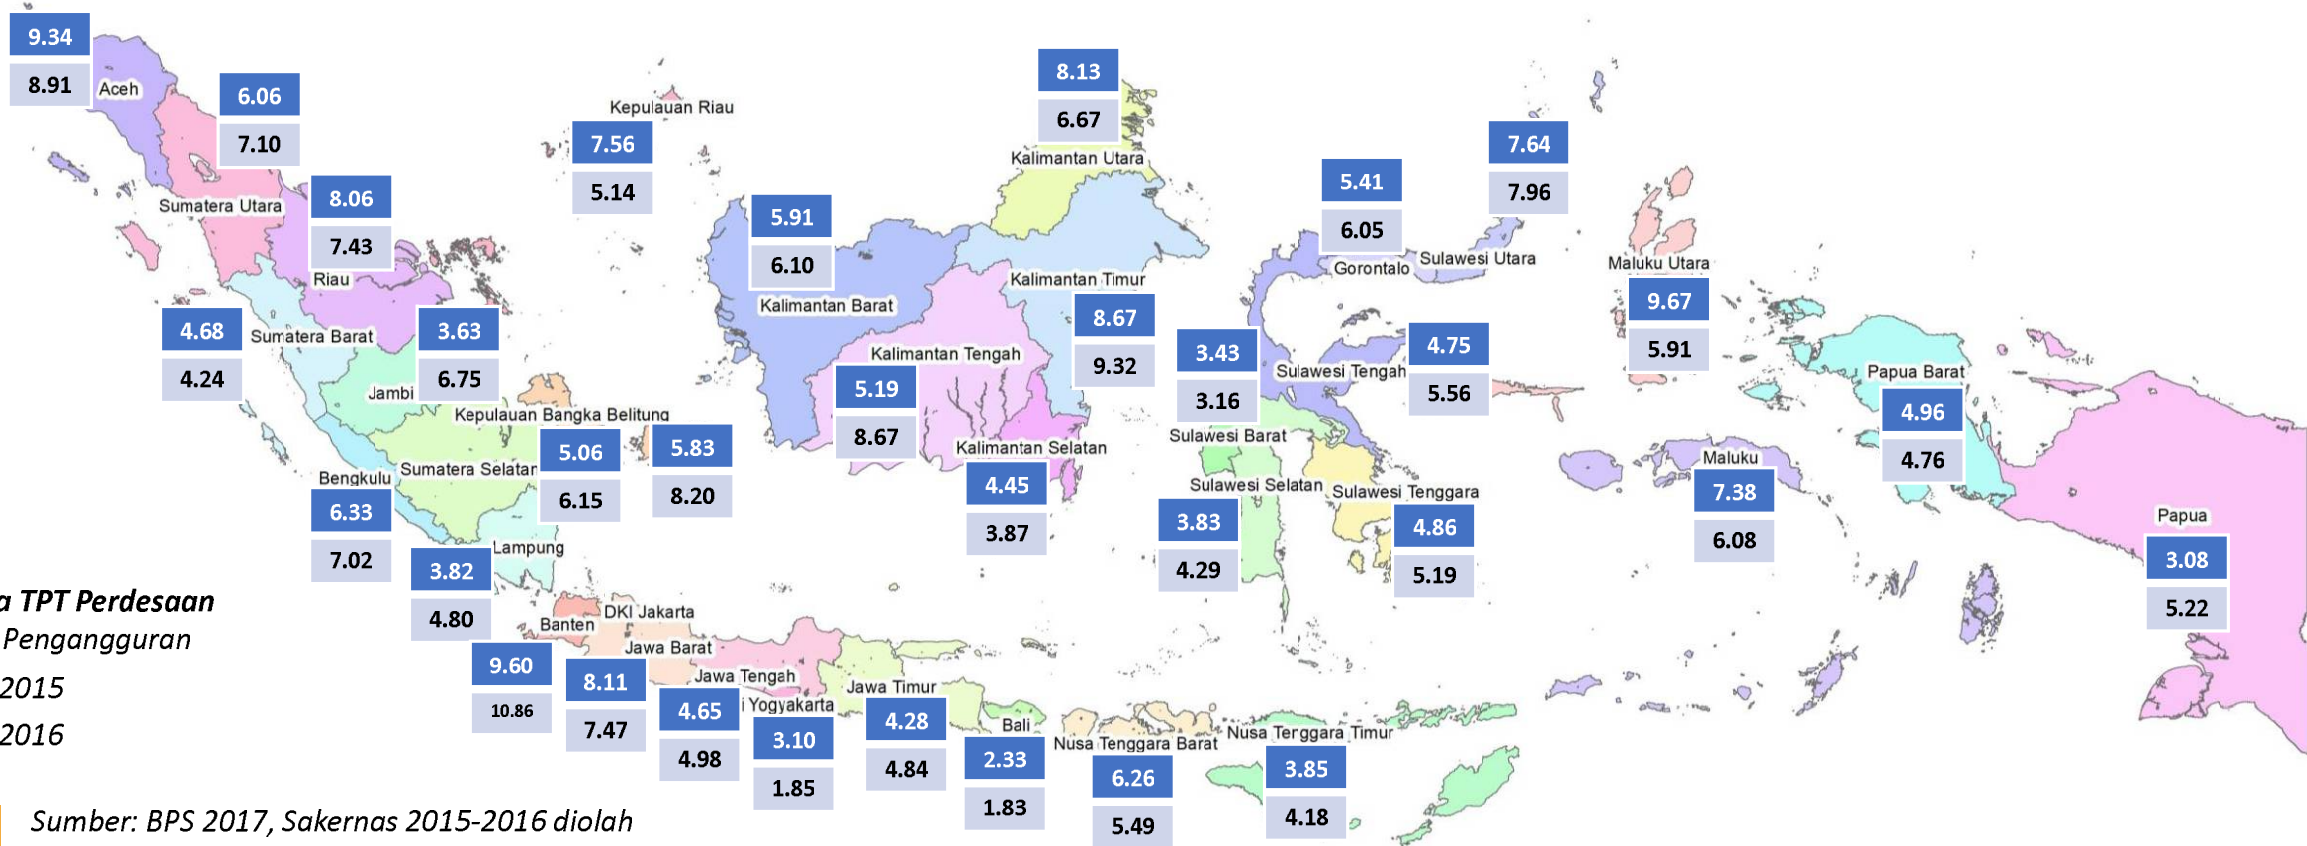 9.34
8.91
Aceh
6.06
7.10
Sumatera Utara
8.06
7.43
Riau
Kepulauan Riau
7.56
5.14
4.68
4.24
Sumatera Barat
3.63
6.75
Jambi
Kepulauan Bangka Belitung
5.06
6.15
5.83
8.20
Sumatera Selatan
Bengkulu
6.33
7.02
Lampung
3.82
4.80
8.13
6.67
Kalimantan Utara
5.91
6.10
Kalimantan Barat
Kalimantan Timur
8.67
9.32
Kalimantan Tengah
5.19
8.67
Kalimantan Selatan
4.45
3.87
5.41
6.05
Gorontalo
7.64
7.96
Sulawesi Utara
3.43
3.16
Sulawesi Barat
4.75
5.56
Sulawesi Tengah
Sulawesi Selatan
3.83
4.29
Sulawesi Tenggara
4.86
5.19
Maluku Utara
9.67
5.91
Maluku
7.38
6.08
Papua Barat
4.96
4.76
Papua
3.08
5.22
Banten
9.60
10.86
DKI Jakarta
Jawa Barat
8.11
7.47
Jawa Tengah
4.65
4.98
i Yogyakarta
3.10
1.85
Jawa Timur
4.28
4.84
Bali
2.33
1.83
Nusa Tenggara Barat
6.26
5.49
Nusa Tenggara Timur
3.85
4.18
a TPT Perdesaan
Pengangguran
2015
2016
Sumber: BPS 2017, Sakernas 2015-2016 diolah